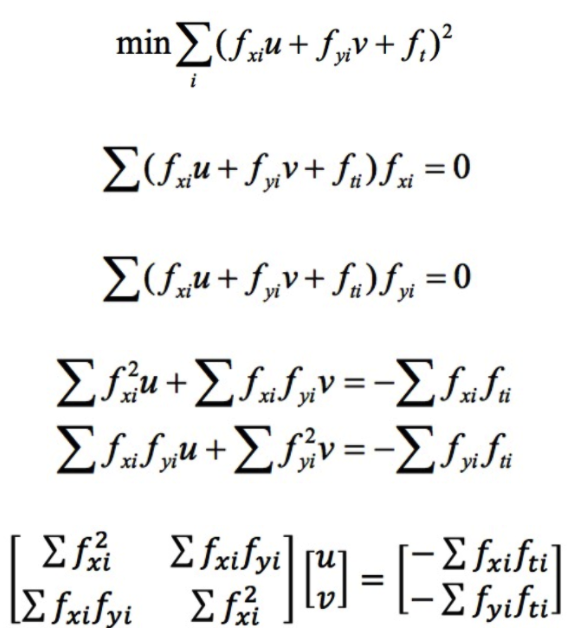 min ∑_i (f_{xi}u + f_{yi}v + f_t)^2
∑(f_{xi}u + f_{yi}v + f_{ti})f_{xi} = 0
∑(f_{xi}u + f_{yi}v + f_{ti})f_{yi} = 0
∑f_{xi}^2u + ∑f_{xi}f_{yi}v = -∑f_{xi}f_{ti}
∑f_{xi}f_{yi}u + ∑f_{yi}^2v = -∑f_{yi}f_{ti}
[∑f_{xi}^2 ∑f_{xi}f_{yi}] [u] = [-∑f_{xi}f_{ti}]
[∑f_{xi}f_{yi} ∑f_{xi}^2] [v] [-∑f_{yi}f_{ti}]